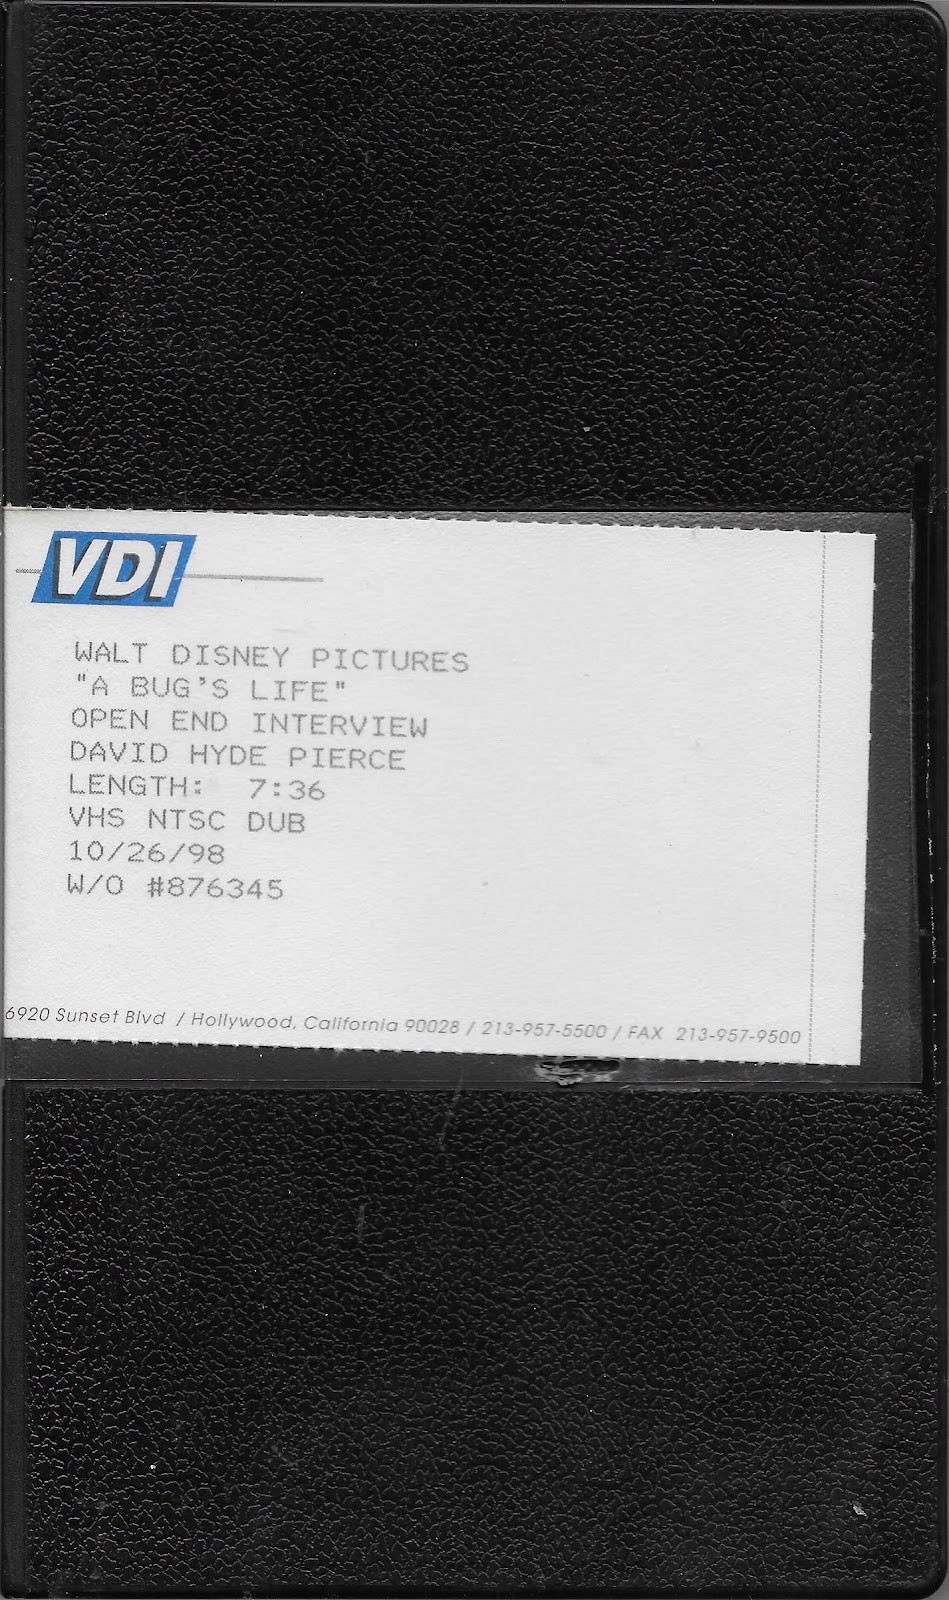 VDI
WALT DISNEY PICTURES
"A BUG'S LIFE"
OPEN END INTERVIEW
DAVID HYDE PIERCE
LENGTH: 7:36
VHS NTSC DUB
10/26/98
W/O #876345
6920 Sunset Blvd / Hollywood, California 90028 / 213-957-5500 / FAX 213-957-9500